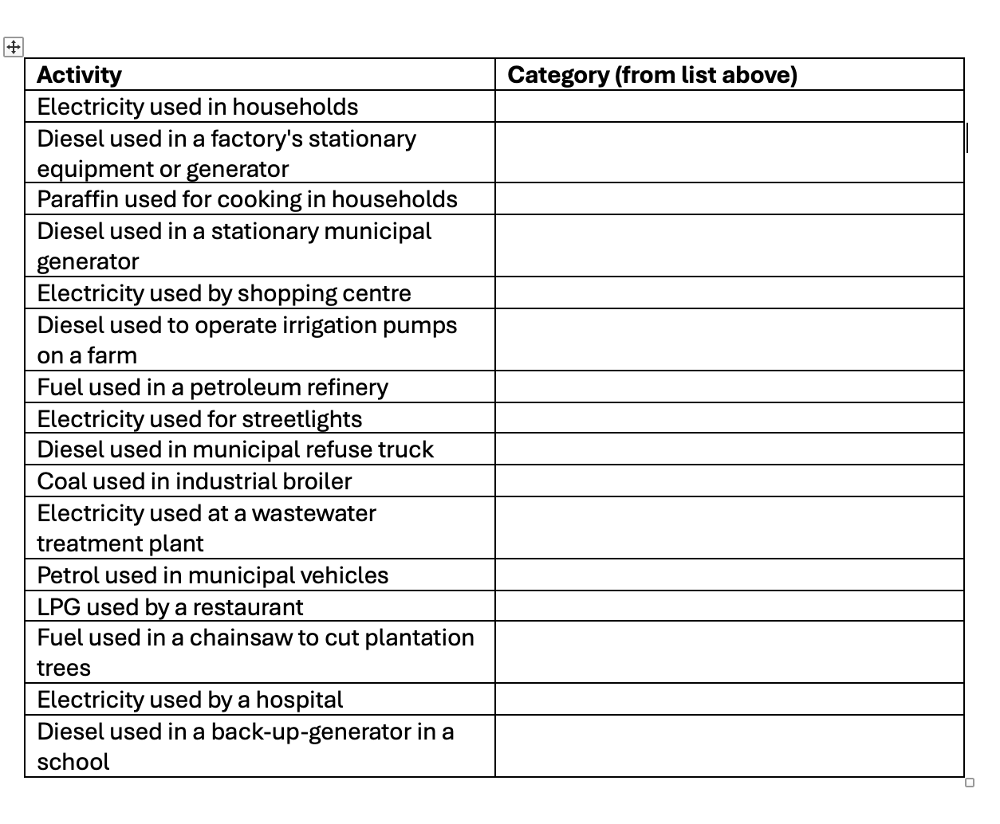 Activity
Category (from list above)
Electricity used in households
Diesel used in a factory's stationary
equipment or generator
Paraffin used for cooking in households
Diesel used in a stationary municipal
generator
Electricity used by shopping centre
Diesel used to operate irrigation pumps
on a farm
Fuel used in a petroleum refinery
Electricity used for streetlights
Diesel used in municipal refuse truck
Coal used in industrial broiler
Electricity used at a wastewater
treatment plant
Petrol used in municipal vehicles
LPG used by a restaurant
Fuel used in a chainsaw to cut plantation
trees
Electricity used by a hospital
Diesel used in a back-up-generator in a
school